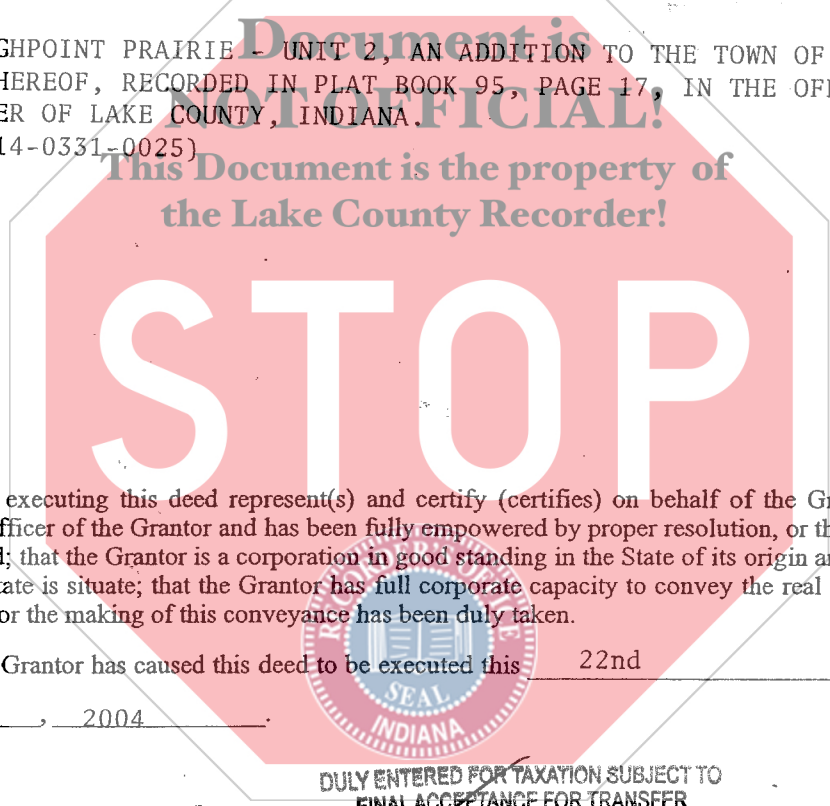 GHPOINT PRAIRIE - UNIT 2, AN ADDITION TO THE TOWN OF
Document is
HEREOF, RECORDED IN PLAT BOOK 95, PAGE 17, IN THE OF
NOT OFFICIAL!
ER OF LAKE COUNTY, INDIANA.
14-0331-0025)
This Document is the property of
the Lake County Recorder!
STOP
executing this deed represent(s) and certify (certifies) on behalf of the Gr
fficer of the Grantor and has been fully empowered by proper resolution, or th
d; that the Grantor is a corporation in good standing in the State of its origin an
tate is situate; that the Grantor has full corporate capacity to convey the real
or the making of this conveyance has been duly taken.
Grantor has caused this deed to be executed this 22nd
, 2004.
RECORDER'S OFFICE
SEAL
INDIANA
DULY ENTERED FOR TAXATION SUBJECT TO
FINAL ACCEPTANCE FOR TRANSFER